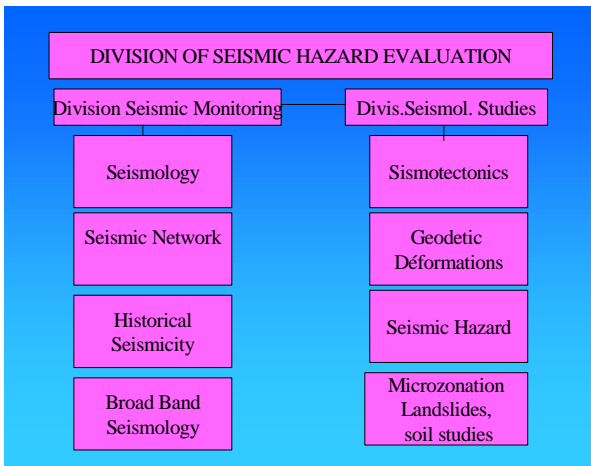 DIVISION OF SEISMIC HAZARD EVALUATION
Division Seismic Monitoring
Divis.Seismol. Studies
Seismology
Sismotectonics
Seismic Network
Geodetic
Déformations
Historical
Seismicity
Seismic Hazard
Broad Band
Seismology
Microzonation
Landslides,
soil studies